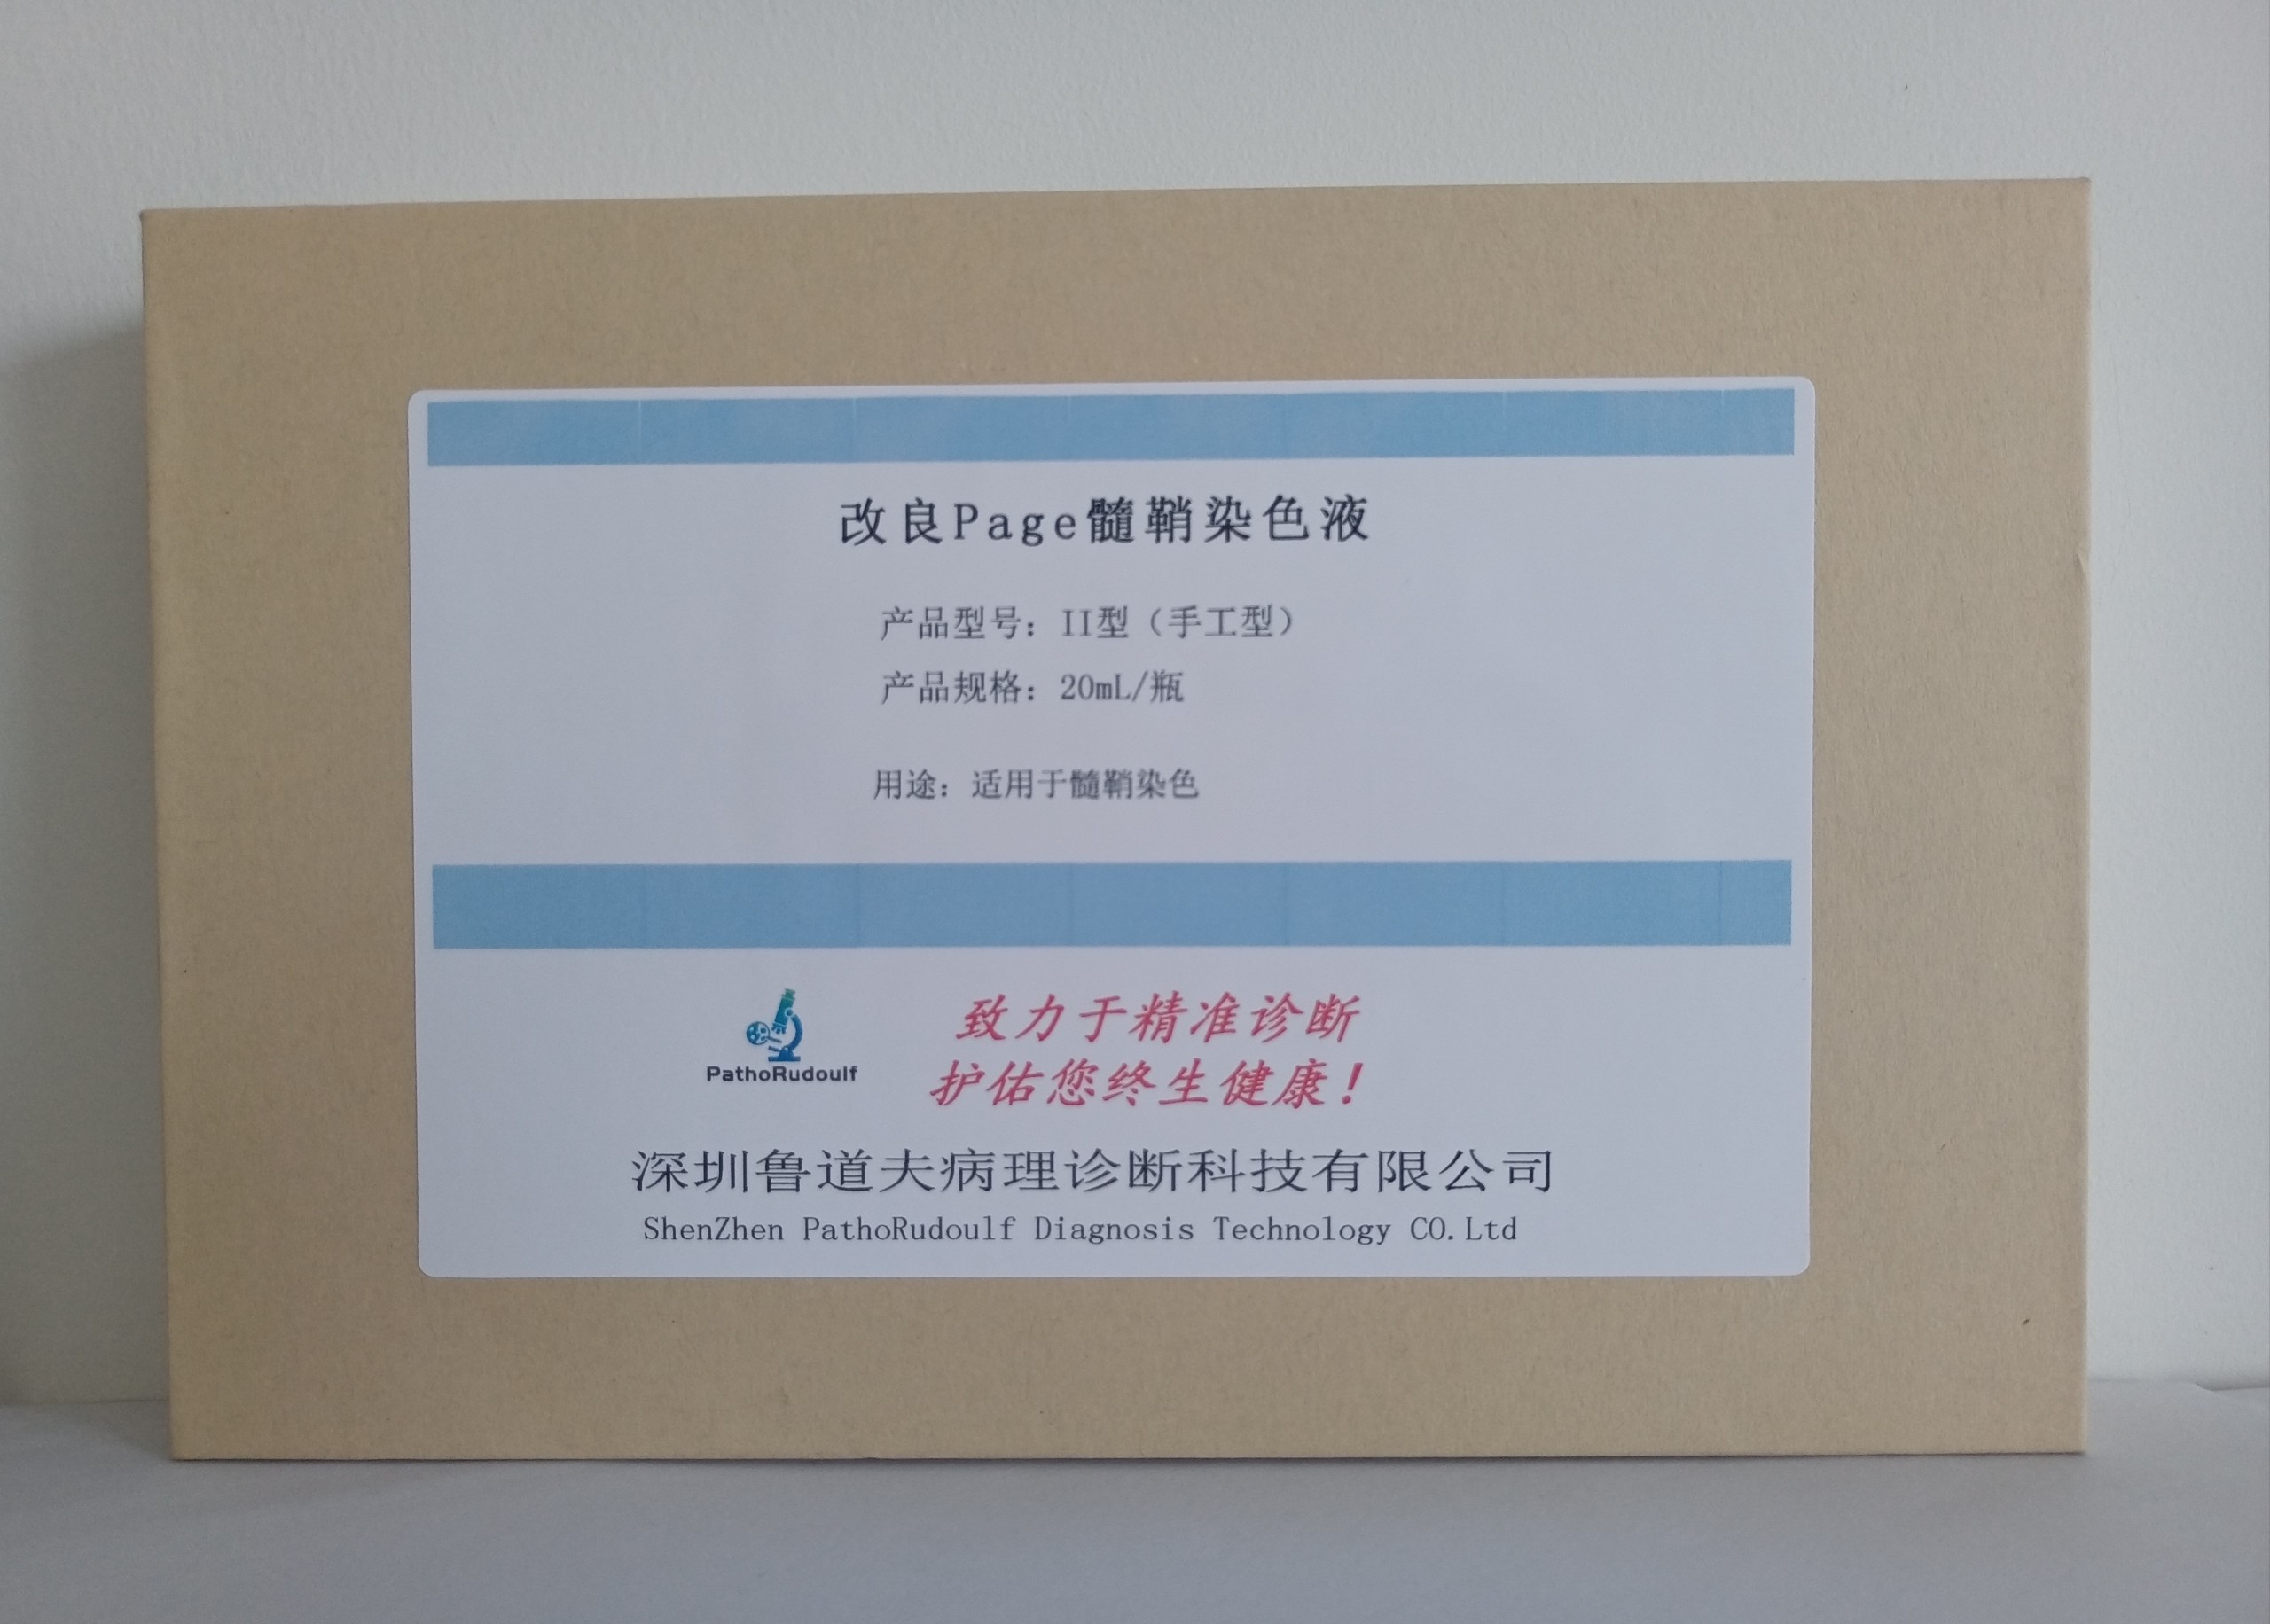 改良Page髓鞘染色液
产品型号：II型（手工型）
产品规格：20mL/瓶
用途：适用于髓鞘染色
PathoRudoulf
致力于精准诊断
护佑您终生健康！
深圳鲁道夫病理诊断科技有限公司
ShenZhen PathoRudoulf Diagnosis Technology CO.Ltd